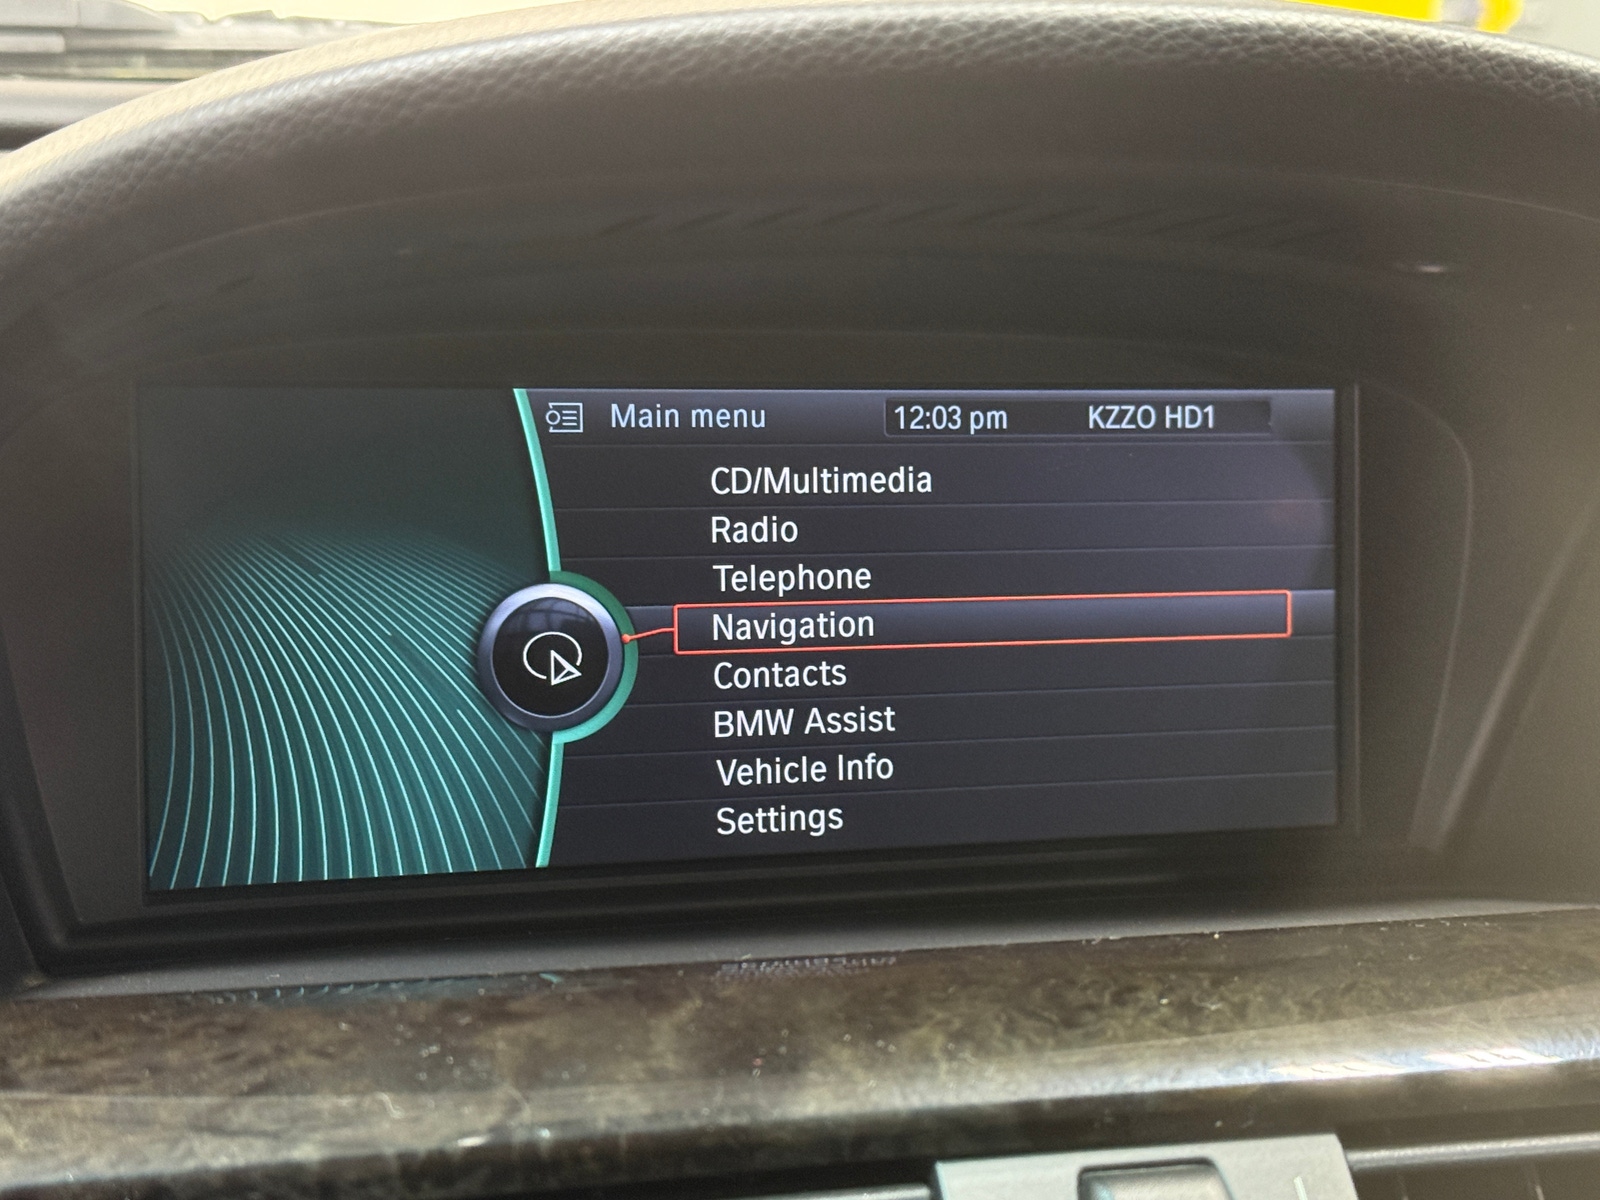 Main menu 12:03 pm KZZO HD1
CD/Multimedia
Radio
Telephone
Navigation
Contacts
BMW Assist
Vehicle Info
Settings